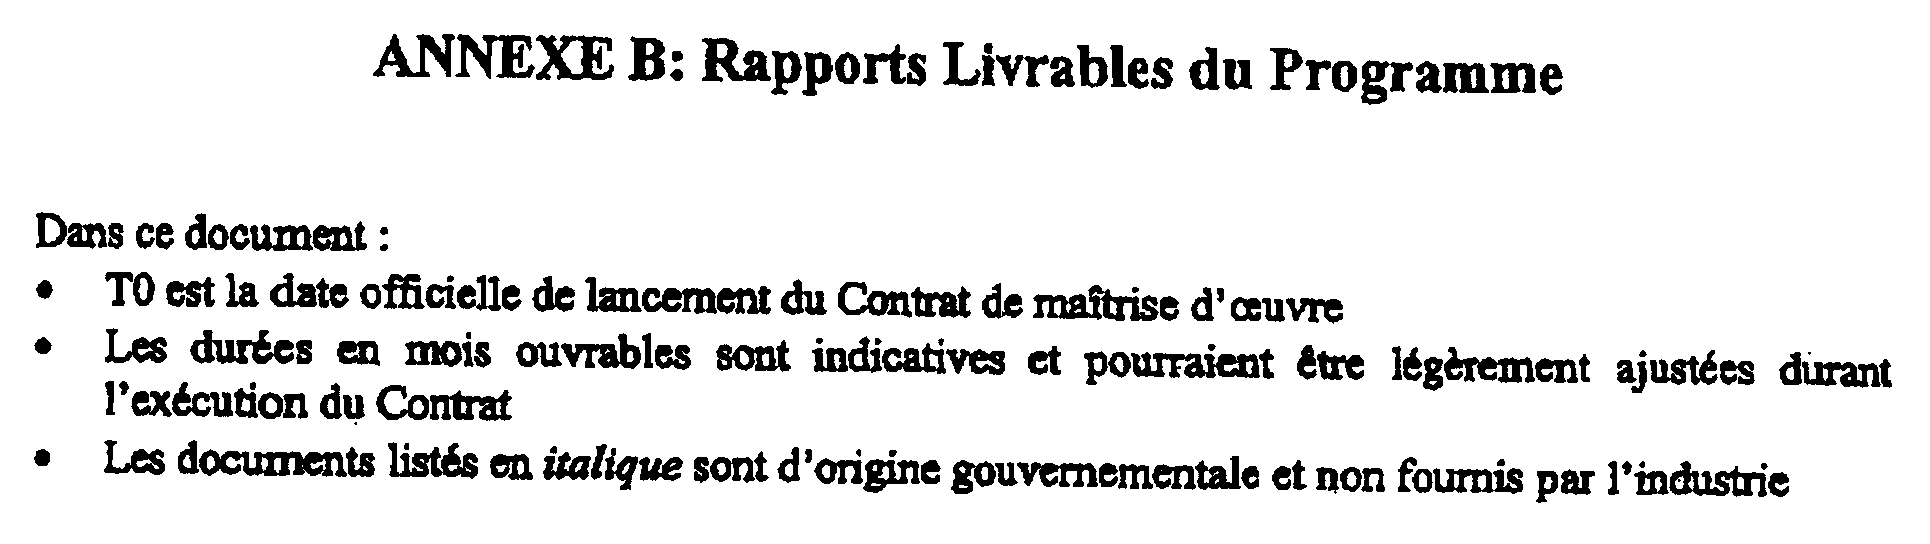 ANNEXE B: Rapports Livrables du Programme
Dans ce document :
• T0 est la date officielle de lancement du Contrat de maîtrise d'œuvre
• Les durées en mois ouvrables sont indicatives et pourraient être légèrement ajustées durant
l'exécution du Contrat
• Les documents listés en italique sont d'origine gouvernementale et non fournis par l'industrie